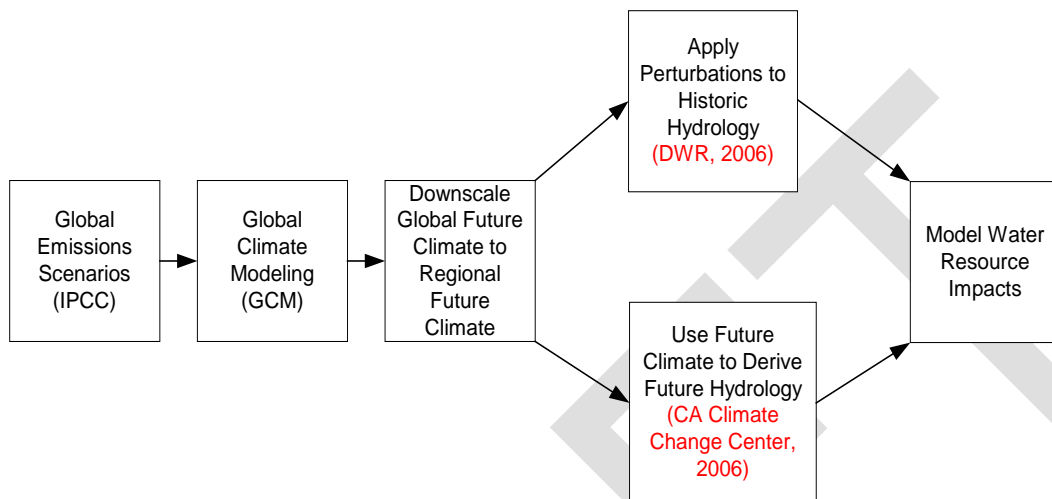 Global
Emissions
Scenarios
(IPCC)
Global
Climate
Modeling
(GCM)
Downscale
Global Future
Climate to
Regional
Future
Climate
Apply
Perturbations to
Historic
Hydrology
(DWR, 2006)
Use Future
Climate to Derive
Future Hydrology
(CA Climate
Change Center,
2006)
Model Water
Resource
Impacts